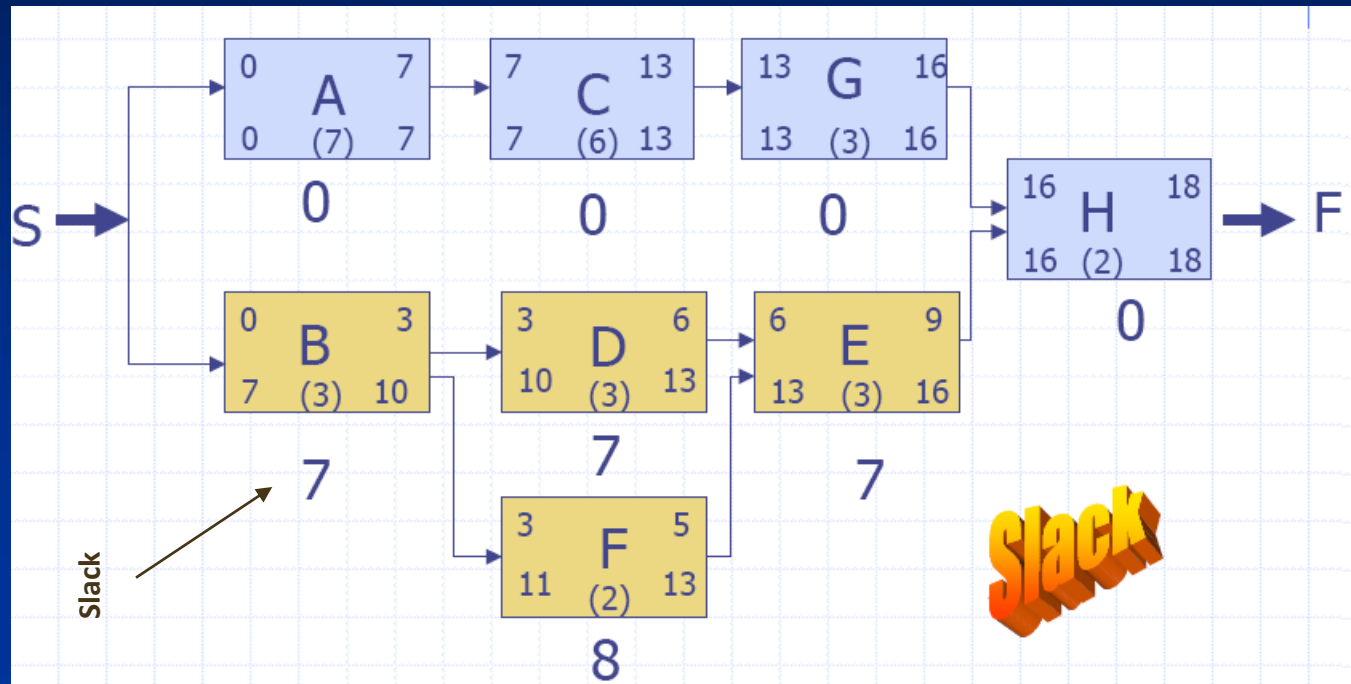 0 A 7
0 (7) 7
0
7 C 13
7 (6) 13
0
13 G 16
13 (3) 16
0
S
16 H 18
16 (2) 18
0
F
0 B 3
7 (3) 10
7
3 D 6
10 (3) 13
7
6 E 9
13 (3) 16
7
3 F 5
11 (2) 13
8
Slack
Slack